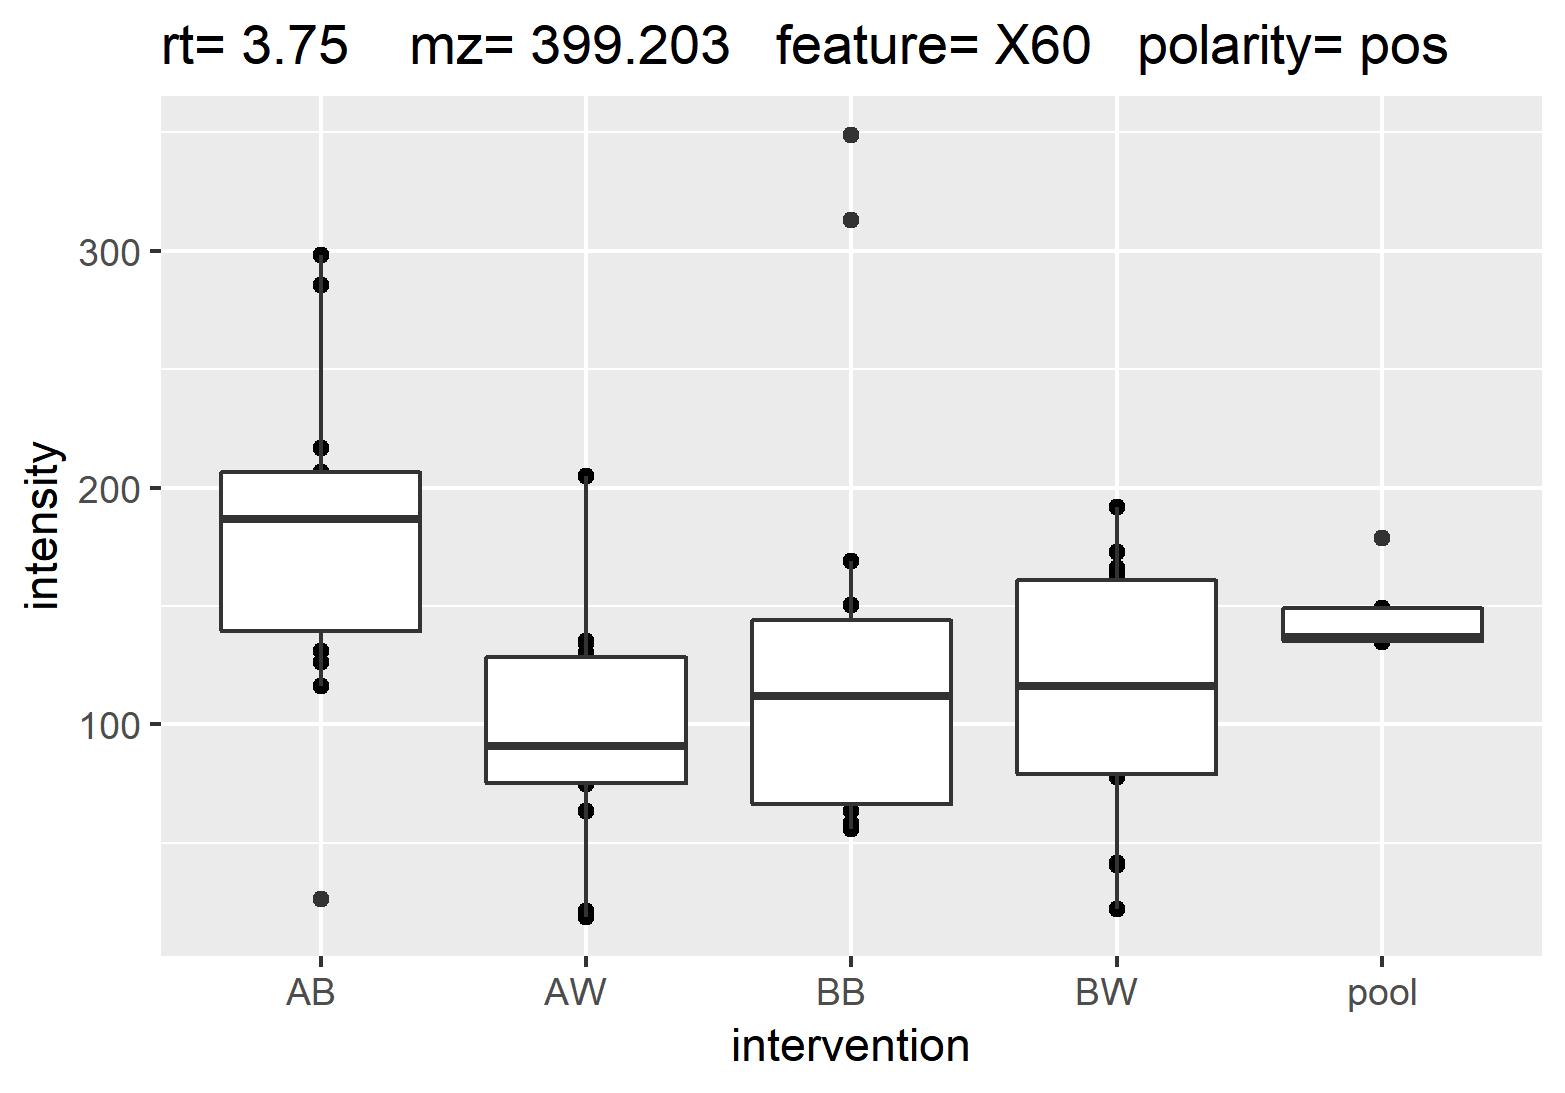 rt= 3.75 mz= 399.203 feature= X60 polarity= pos
intensity
300
200
100
AB AW BB BW pool
intervention